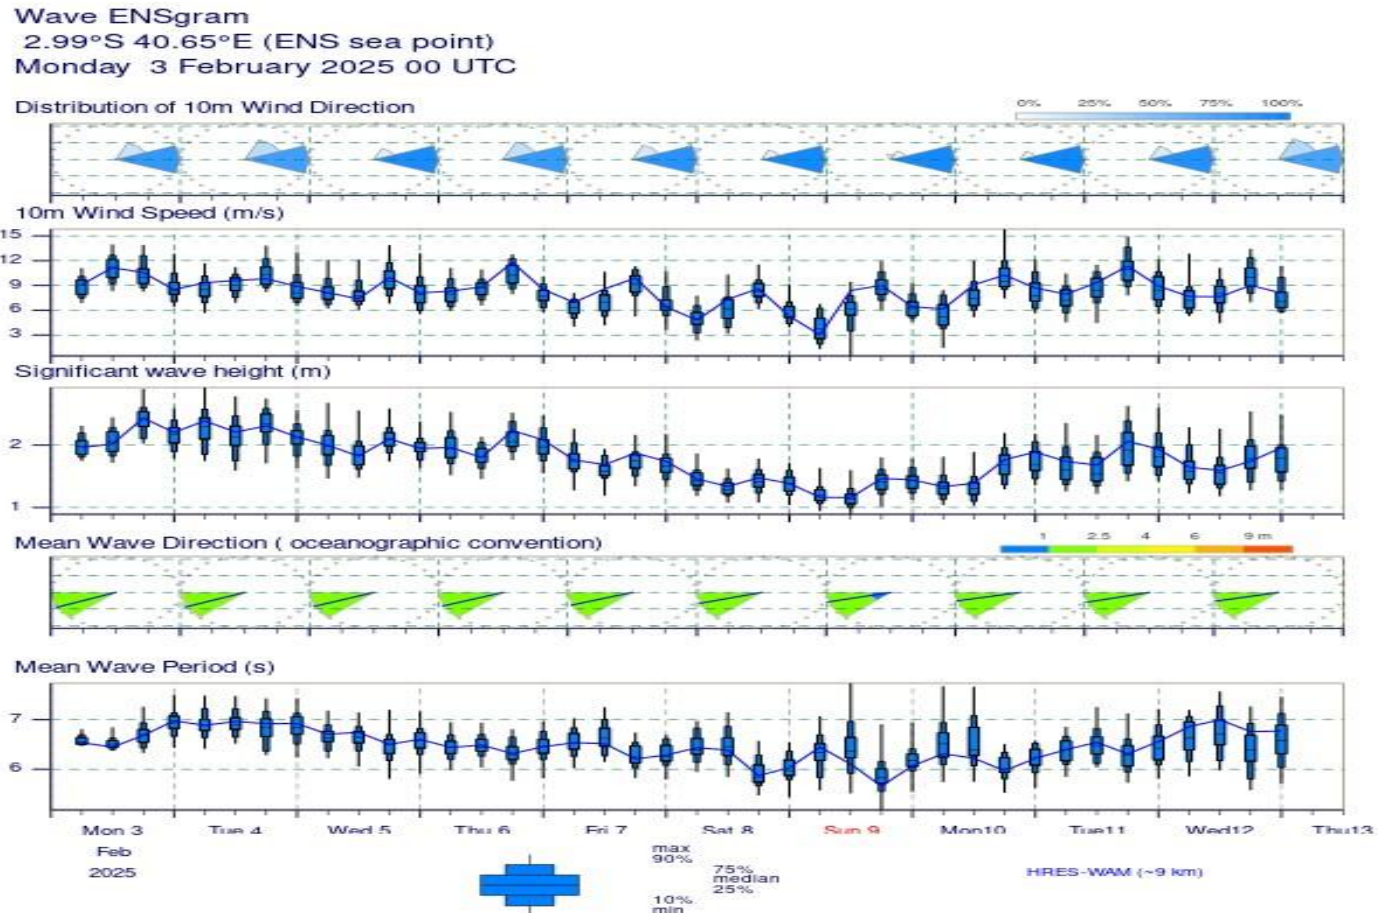 Wave ENSgram
2.99°S 40.65°E (ENS sea point)
Monday 3 February 2025 00 UTC
Distribution of 10m Wind Direction
0% 25% 50% 75% 100%
10m Wind Speed (m/s)
15
12
9
6
3
Significant wave height (m)
2
1
Mean Wave Direction ( oceanographic convention)
1 2.5 4 6 9 m
Mean Wave Period (s)
7
6
Mon 3 Tue 4 Wed 5 Thu 6 Fri 7 Sat 8 Sun 9 Mon10 Tue11 Wed12 Thu13
Feb
2025
max
90%
75%
median
25%
10%
min
HRES-WAM (~9 km)